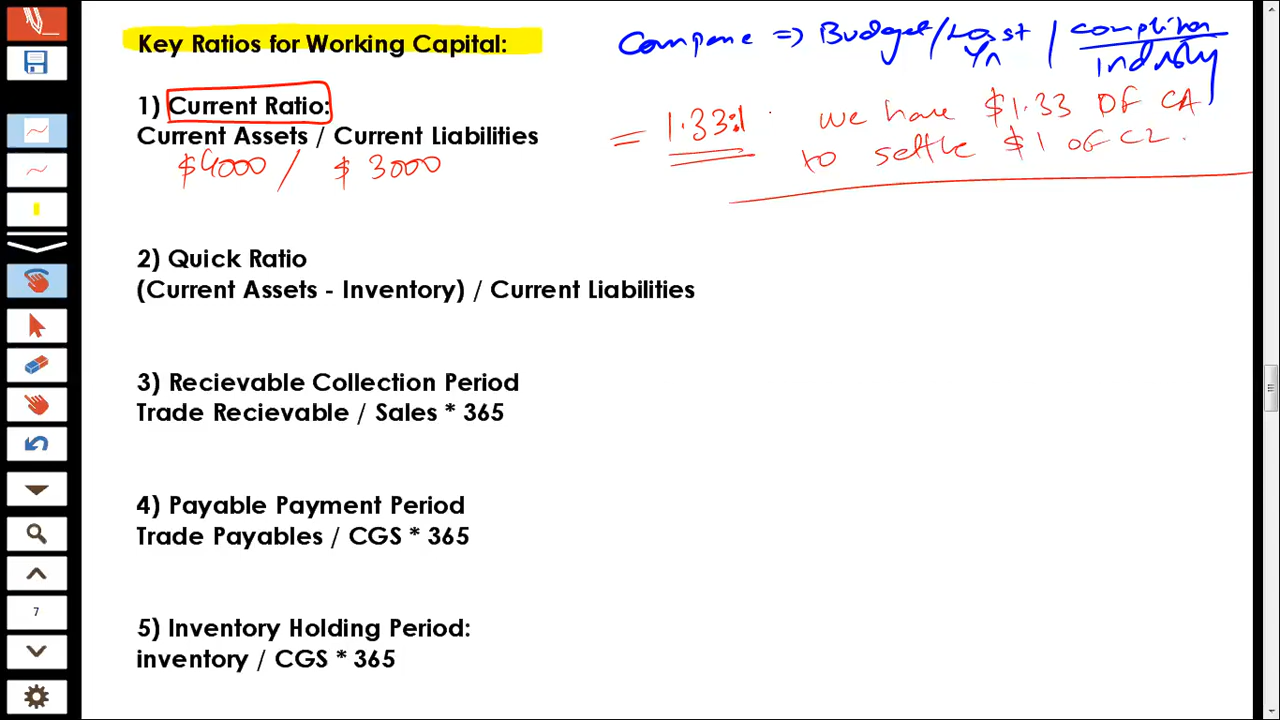 Key Ratios for Working Capital:
Compare => Budget/Last Yr | competitor
industry
1) Current Ratio:
Current Assets / Current Liabilities
$4000 / $ 3000
= 1.33:1
we have $1.33 OF CA
to settle $1 OF CL.
2) Quick Ratio
(Current Assets - Inventory) / Current Liabilities
3) Recievable Collection Period
Trade Recievable / Sales * 365
4) Payable Payment Period
Trade Payables / CGS * 365
5) Inventory Holding Period:
inventory / CGS * 365
7